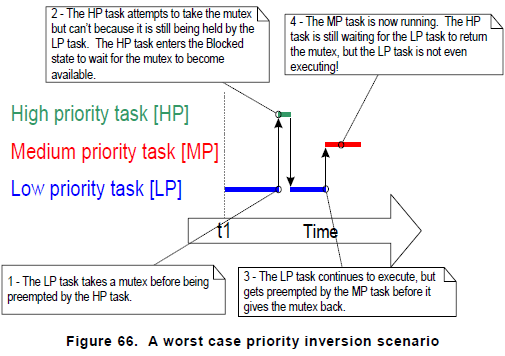 2 - The HP task attempts to take the mutex
but can't because it is still being held by the
LP task.  The HP task enters the Blocked
state to wait for the mutex to become
available.
4 - The MP task is now running.  The HP
task is still waiting for the LP task to return
the mutex, but the LP task is not even
executing!
High priority task [HP]
Medium priority task [MP]
Low priority task [LP]
t1
Time
1 - The LP task takes a mutex before being
preempted by the HP task.
3 - The LP task continues to execute, but
gets preempted by the MP task before it
gives the mutex back.
Figure 66.  A worst case priority inversion scenario